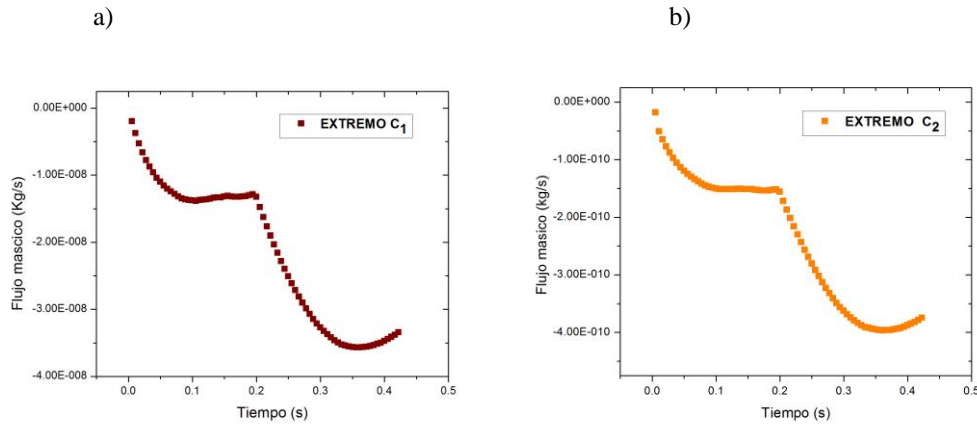 a)
b)
0.00E+000
-1.00E-008
-2.00E-008
-3.00E-008
-4.00E-008
Flujo mascico (Kg/s)
EXTREMO C1
0.0 0.1 0.2 0.3 0.4 0.5
Tiempo (s)
0.00E+000
-1.00E-010
-2.00E-010
-3.00E-010
-4.00E-010
Flujo masico (Kg/s)
EXTREMO C2
0.0 0.1 0.2 0.3 0.4 0.5
Tiempo (s)